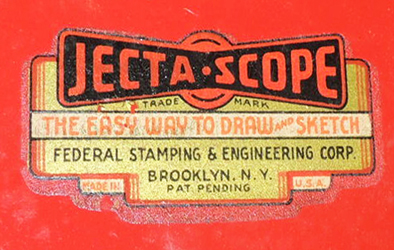 JECTA·SCOPE
TRADE MARK
THE EASY WAY TO DRAW AND SKETCH
FEDERAL STAMPING & ENGINEERING CORP.
BROOKLYN, N.Y.
MADE IN PAT PENDING U.S.A.